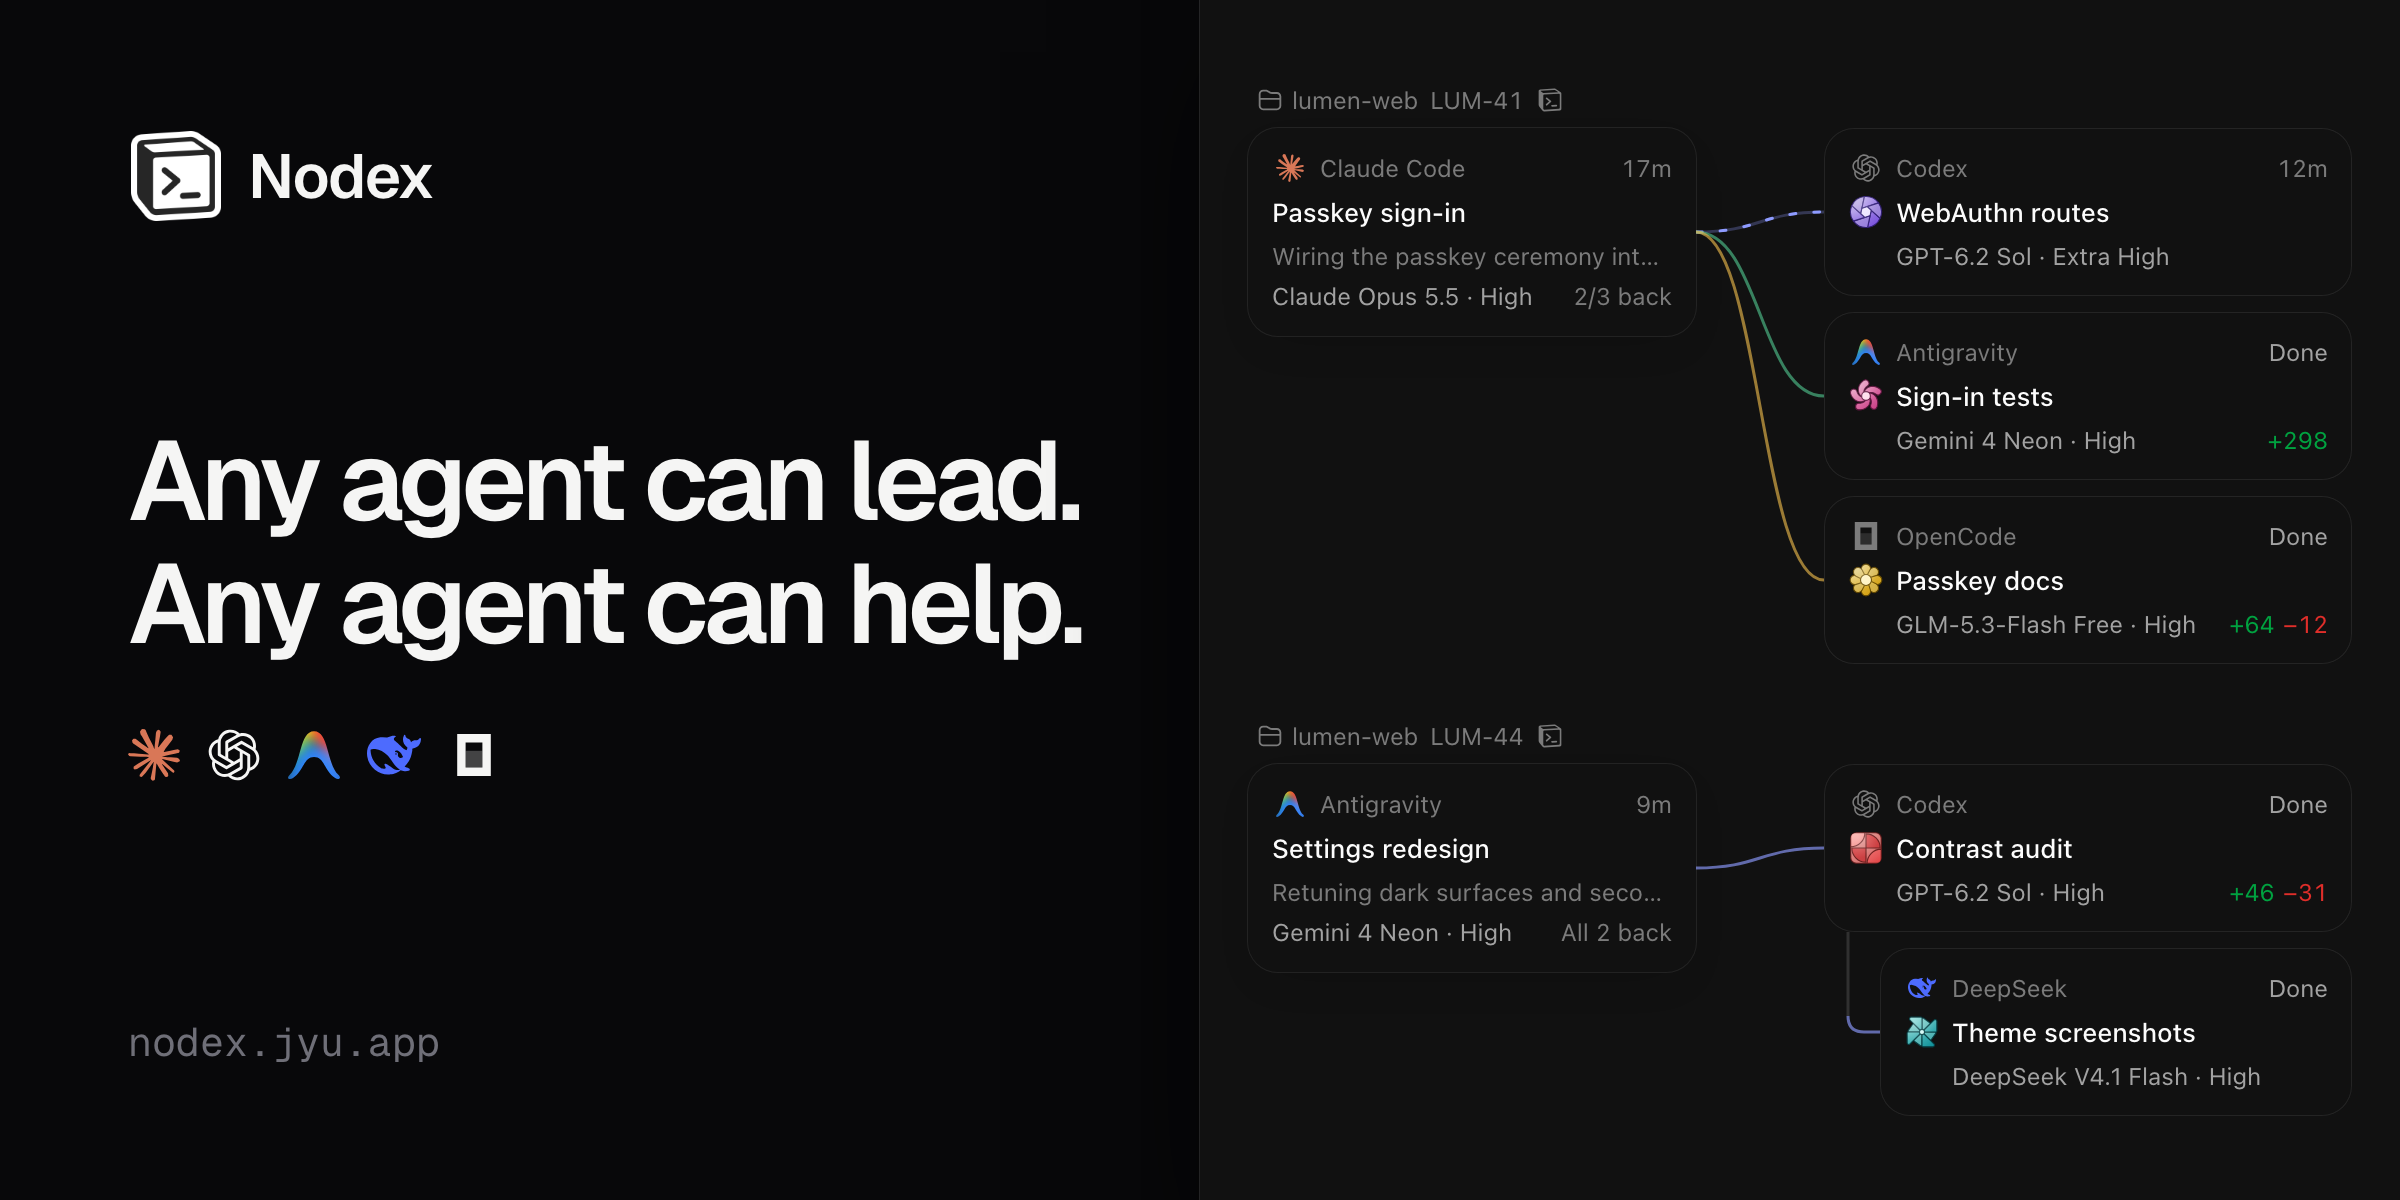 Nodex
Any agent can lead.
Any agent can help.
nodex.jyu.app
lumen-web LUM-41
Claude Code 17m
Passkey sign-in
Wiring the passkey ceremony int...
Claude Opus 5.5 · High 2/3 back
Codex 12m
WebAuthn routes
GPT-6.2 Sol · Extra High
Antigravity Done
Sign-in tests
Gemini 4 Neon · High +298
OpenCode Done
Passkey docs
GLM-5.3-Flash Free · High +64 −12
lumen-web LUM-44
Antigravity 9m
Settings redesign
Retuning dark surfaces and seco...
Gemini 4 Neon · High All 2 back
Codex Done
Contrast audit
GPT-6.2 Sol · High +46 −31
DeepSeek Done
Theme screenshots
DeepSeek V4.1 Flash · High